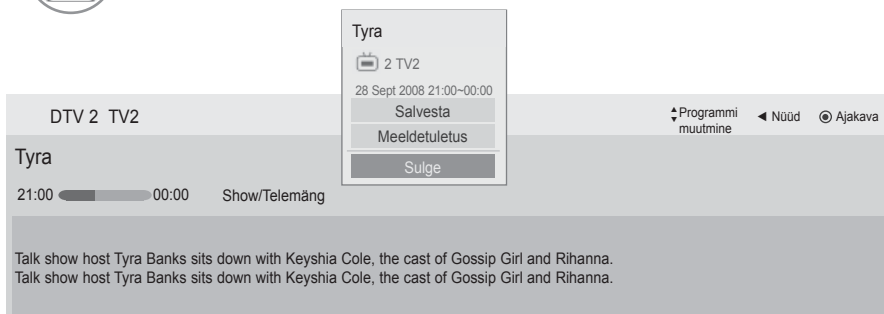 Tyra
2 TV2
28 Sept 2008 21:00~00:00
Salvesta
Meeldetuletus
Sulge
DTV 2 TV2
Programmi
muutmine
Nüüd
Ajakava
Tyra
21:00 00:00 Show/Telemäng
Talk show host Tyra Banks sits down with Keyshia Cole, the cast of Gossip Girl and Rihanna.
Talk show host Tyra Banks sits down with Keyshia Cole, the cast of Gossip Girl and Rihanna.